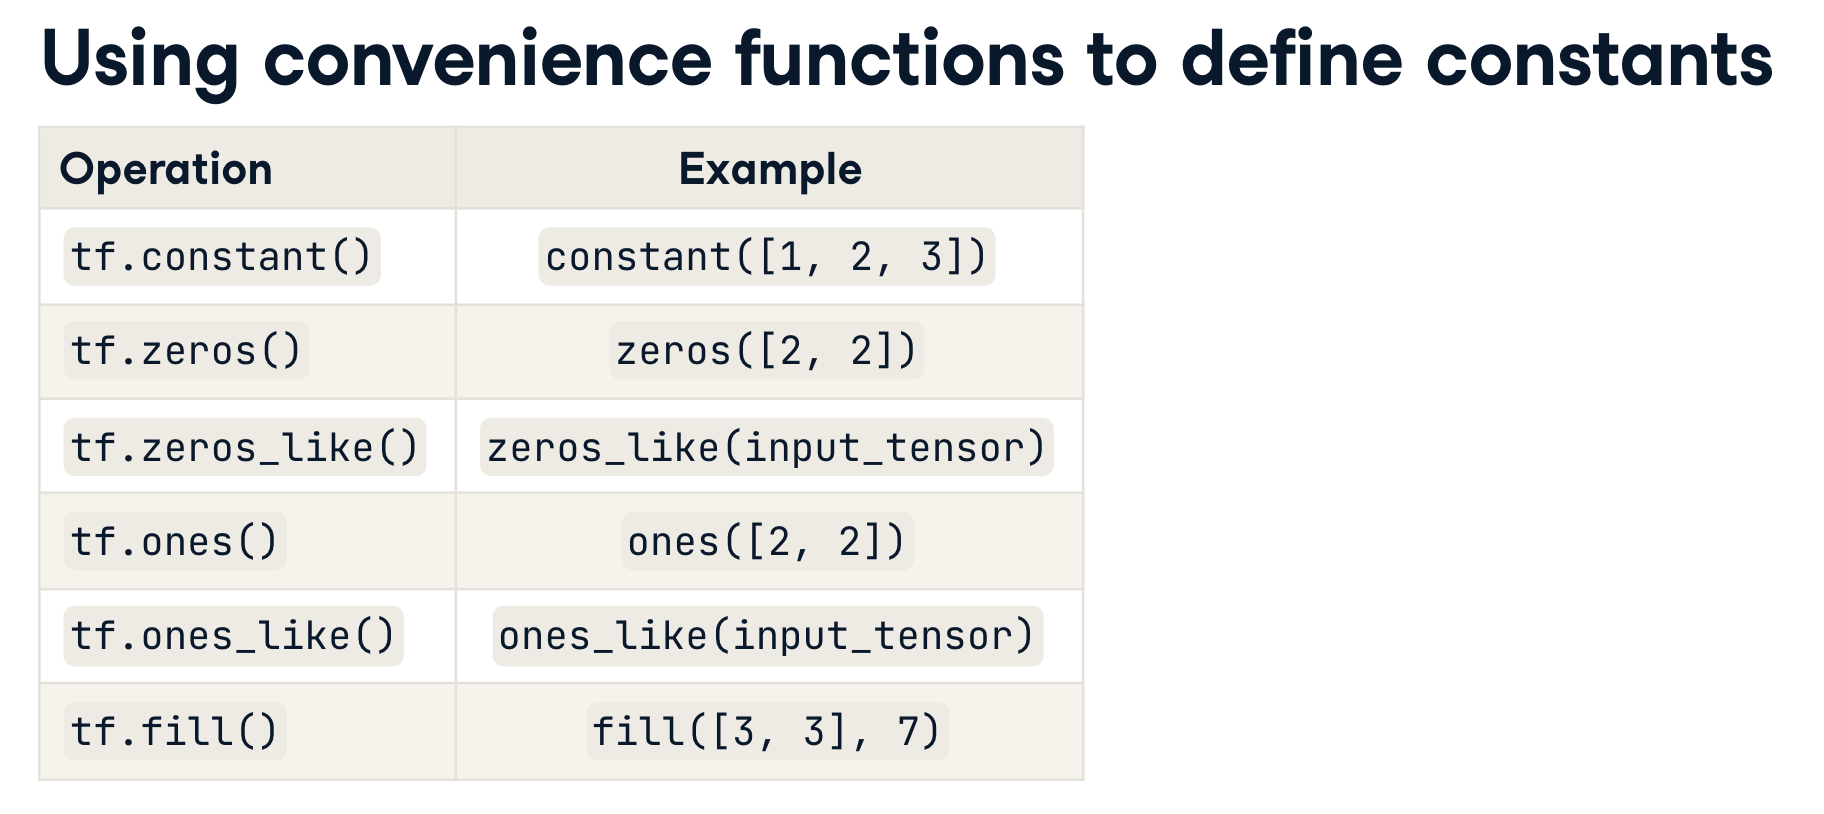 Using convenience functions to define constants
Operation Example
tf.constant() constant([1, 2, 3])
tf.zeros() zeros([2, 2])
tf.zeros_like() zeros_like(input_tensor)
tf.ones() ones([2, 2])
tf.ones_like() ones_like(input_tensor)
tf.fill() fill([3, 3], 7)